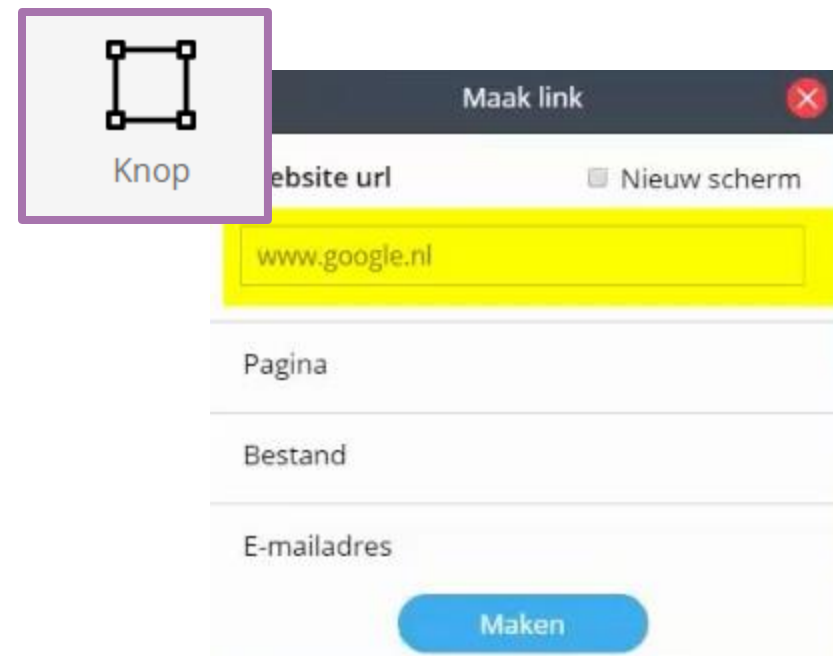 Knop
Maak link
ebsite url
Nieuw scherm
www.google.nl
Pagina
Bestand
E-mailadres
Maken